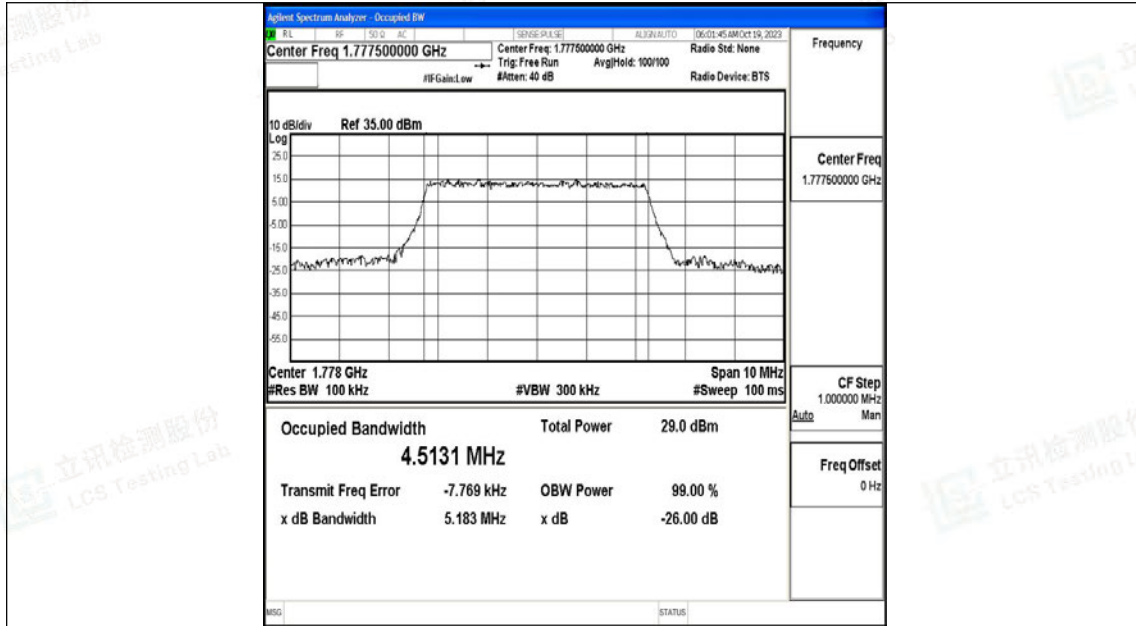 Agilent Spectrum Analyzer - Occupied BW
RL RF 50 Ω AC SENSE:PULSE ALIGN AUTO 06:01:45 AM Oct 19, 2023
Center Freq 1.777500000 GHz
Center Freq: 1.777500000 GHz
Radio Std: None
Trig: Free Run Avg|Hold: 100/100
#IFGain:Low
#Atten: 40 dB
Radio Device: BTS
Frequency
10 dB/div Ref 35.00 dBm
Log
25.0
15.0
5.00
-5.00
-15.0
-25.0
-35.0
-45.0
-55.0
Center Freq
1.777500000 GHz
Center 1.778 GHz
Span 10 MHz
#Res BW 100 kHz
#VBW 300 kHz
#Sweep 100 ms
CF Step
1.000000 MHz
Auto Man
Occupied Bandwidth
Total Power 29.0 dBm
4.5131 MHz
Transmit Freq Error -7.769 kHz
OBW Power 99.00 %
x dB Bandwidth 5.183 MHz
x dB -26.00 dB
Freq Offset
0 Hz
MSG
STATUS
立讯检测股份
LCS Testing Lab